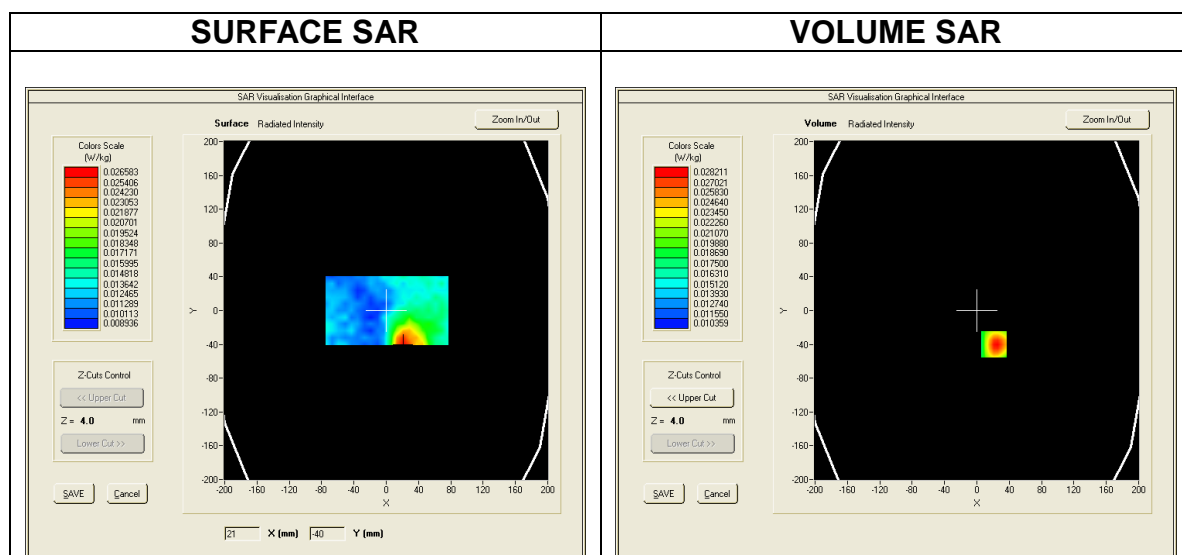 SURFACE SAR
VOLUME SAR
SAR Visualisation Graphical Interface
Surface Radiated Intensity
Zoom In/Out
Colors Scale
(W/kg)
0.026583
0.025406
0.024230
0.023053
0.021877
0.020701
0.019524
0.018348
0.017171
0.015995
0.014818
0.013642
0.012465
0.011289
0.010113
0.008936
200
160
120
80
40
0
-40
-80
-120
-160
-200
Y
-200 -160 -120 -80 -40 0 40 80 120 160 200
X
Z-Cuts Control
<< Upper Cut
Z = 4.0 mm
Lower Cut >>
SAVE Cancel
21 X (mm) -40 Y (mm)
SAR Visualisation Graphical Interface
Volume Radiated Intensity
Zoom In/Out
Colors Scale
(W/kg)
0.028211
0.027021
0.025830
0.024640
0.023450
0.022260
0.021070
0.019880
0.018690
0.017500
0.016310
0.015120
0.013930
0.012740
0.011550
0.010359
200
160
120
80
40
0
-40
-80
-120
-160
-200
Y
-200 -160 -120 -80 -40 0 40 80 120 160 200
X
Z-Cuts Control
<< Upper Cut
Z = 4.0 mm
Lower Cut >>
SAVE Cancel